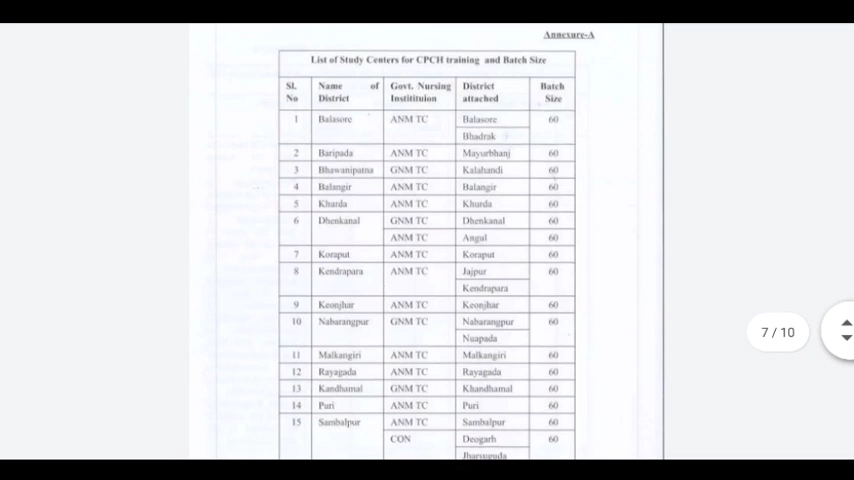 Annexure-A
List of Study Centers for CPCH training and Batch Size
Sl. No Name of District Govt. Nursing Instititution District attached Batch Size
1 Balasore ANM TC Balasore 60
Bhadrak
2 Baripada ANM TC Mayurbhanj 60
3 Bhawanipatna GNM TC Kalahandi 60
4 Balangir ANM TC Balangir 60
5 Khurda ANM TC Khurda 60
6 Dhenkanal GNM TC Dhenkanal 60
ANM TC Angul 60
7 Koraput ANM TC Koraput 60
8 Kendrapara ANM TC Jajpur 60
Kendrapara
9 Keonjhar ANM TC Keonjhar 60
10 Nabarangpur GNM TC Nabarangpur 60
Nuapada
11 Malkangiri ANM TC Malkangiri 60
12 Rayagada ANM TC Rayagada 60
13 Kandhamal GNM TC Khandhamal 60
14 Puri ANM TC Puri 60
15 Sambalpur ANM TC Sambalpur 60
CON Deogarh 60
Jharsuguda
7 / 10